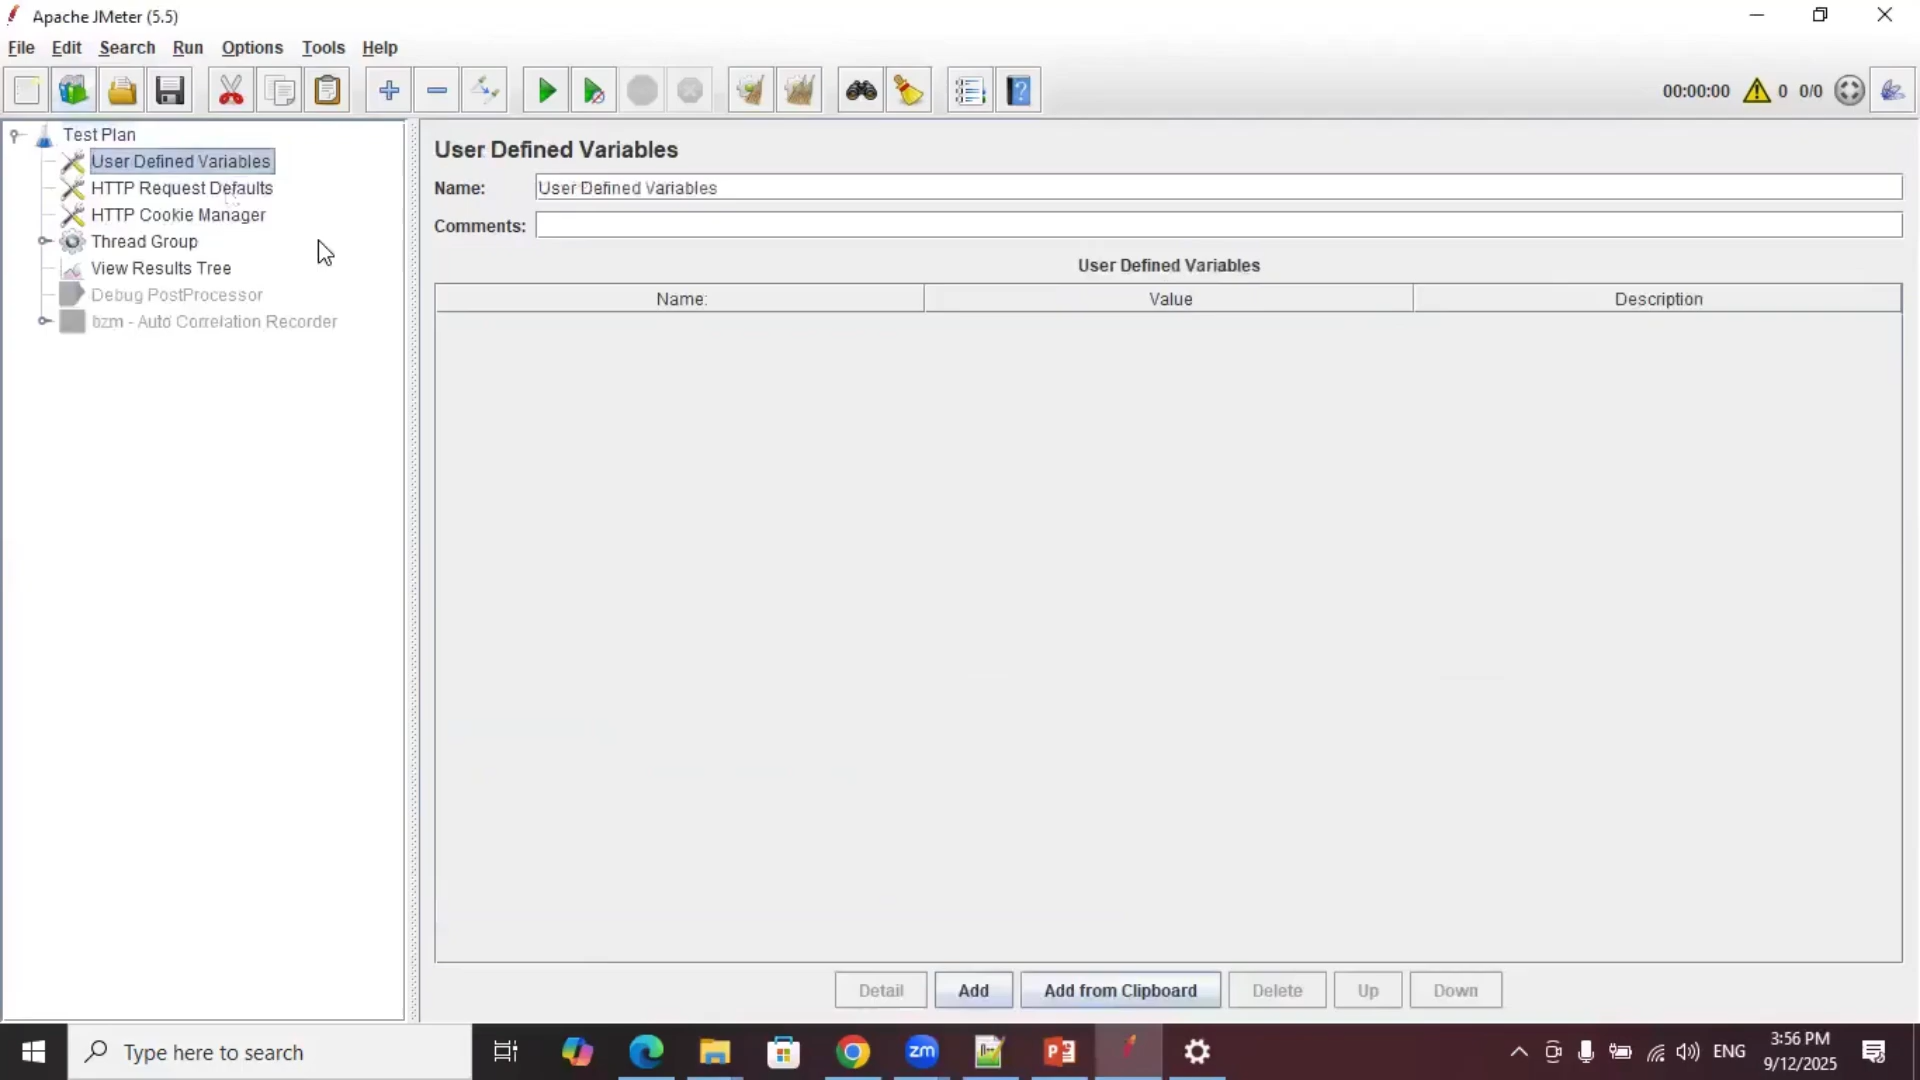 Apache JMeter (5.5)
File Edit Search Run Options Tools Help
00:00:00 0 0/0
Test Plan
User Defined Variables
HTTP Request Defaults
HTTP Cookie Manager
Thread Group
View Results Tree
Debug PostProcessor
bzm - Auto Correlation Recorder
User Defined Variables
Name: User Defined Variables
Comments:
User Defined Variables
Name: Value Description
Detail Add Add from Clipboard Delete Up Down
Type here to search
zm
ENG
3:56 PM
9/12/2025